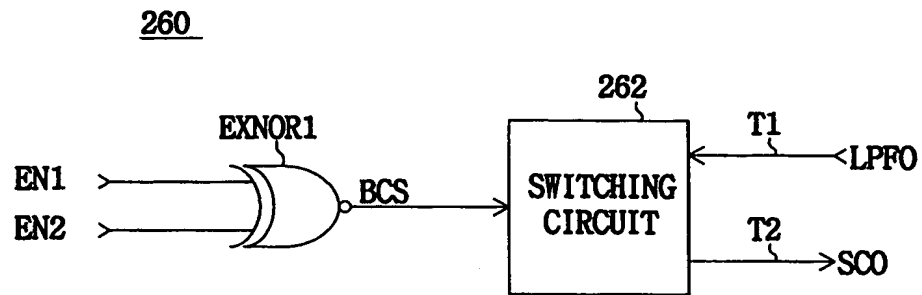 260
262
EXNOR1
T1
EN1
BCS
LPFO
EN2
SWITCHING
CIRCUIT
T2
SCO